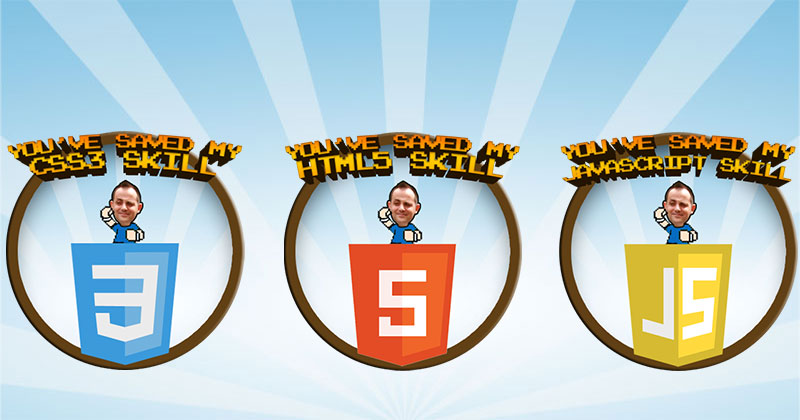 YOU'VE SAVED MY
CSS3 SKILL
3
YOU'VE SAVED MY
HTML5 SKILL
5
YOU'VE SAVED MY
JAVASCRIPT SKILL
JS